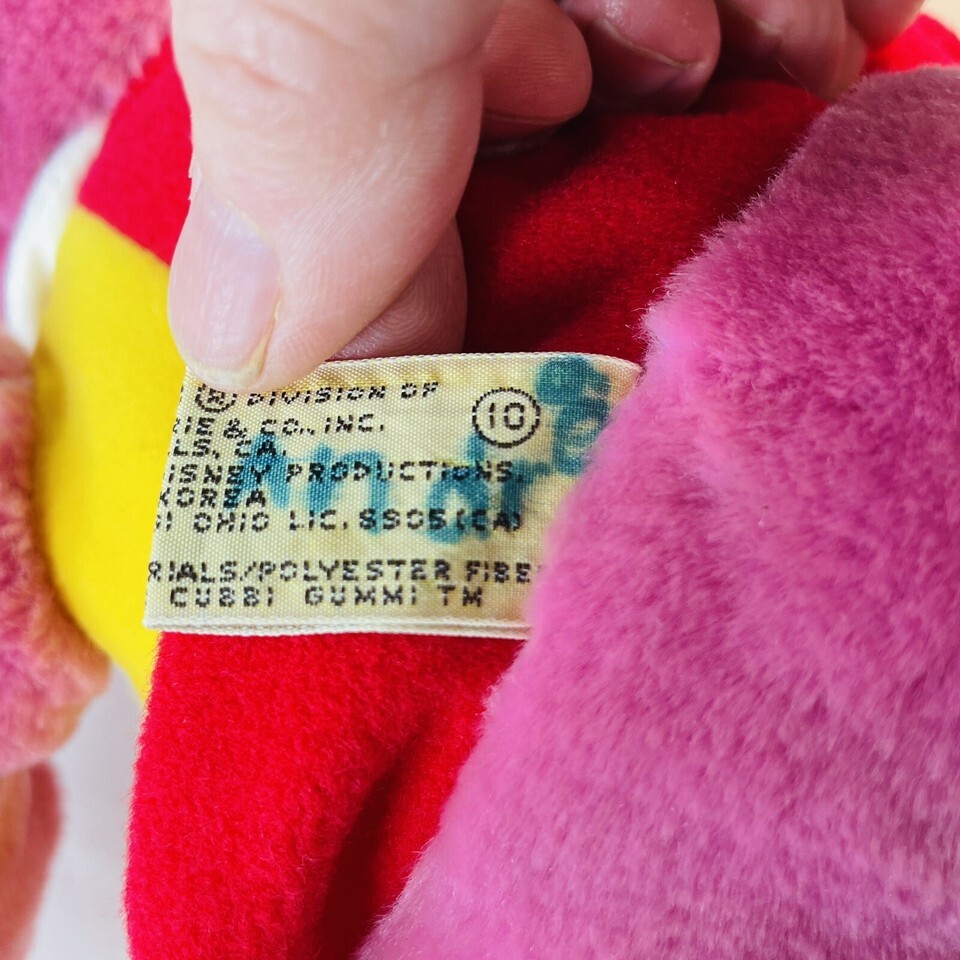 ® DIVISION OF
10
RIE & CO., INC.
LS, CA.
ISNEY PRODUCTIONS.
KOREA
OHIO LIC. SS05 (CA)
RIALS/POLYESTER FIBE
CUBBI GUMMI TM